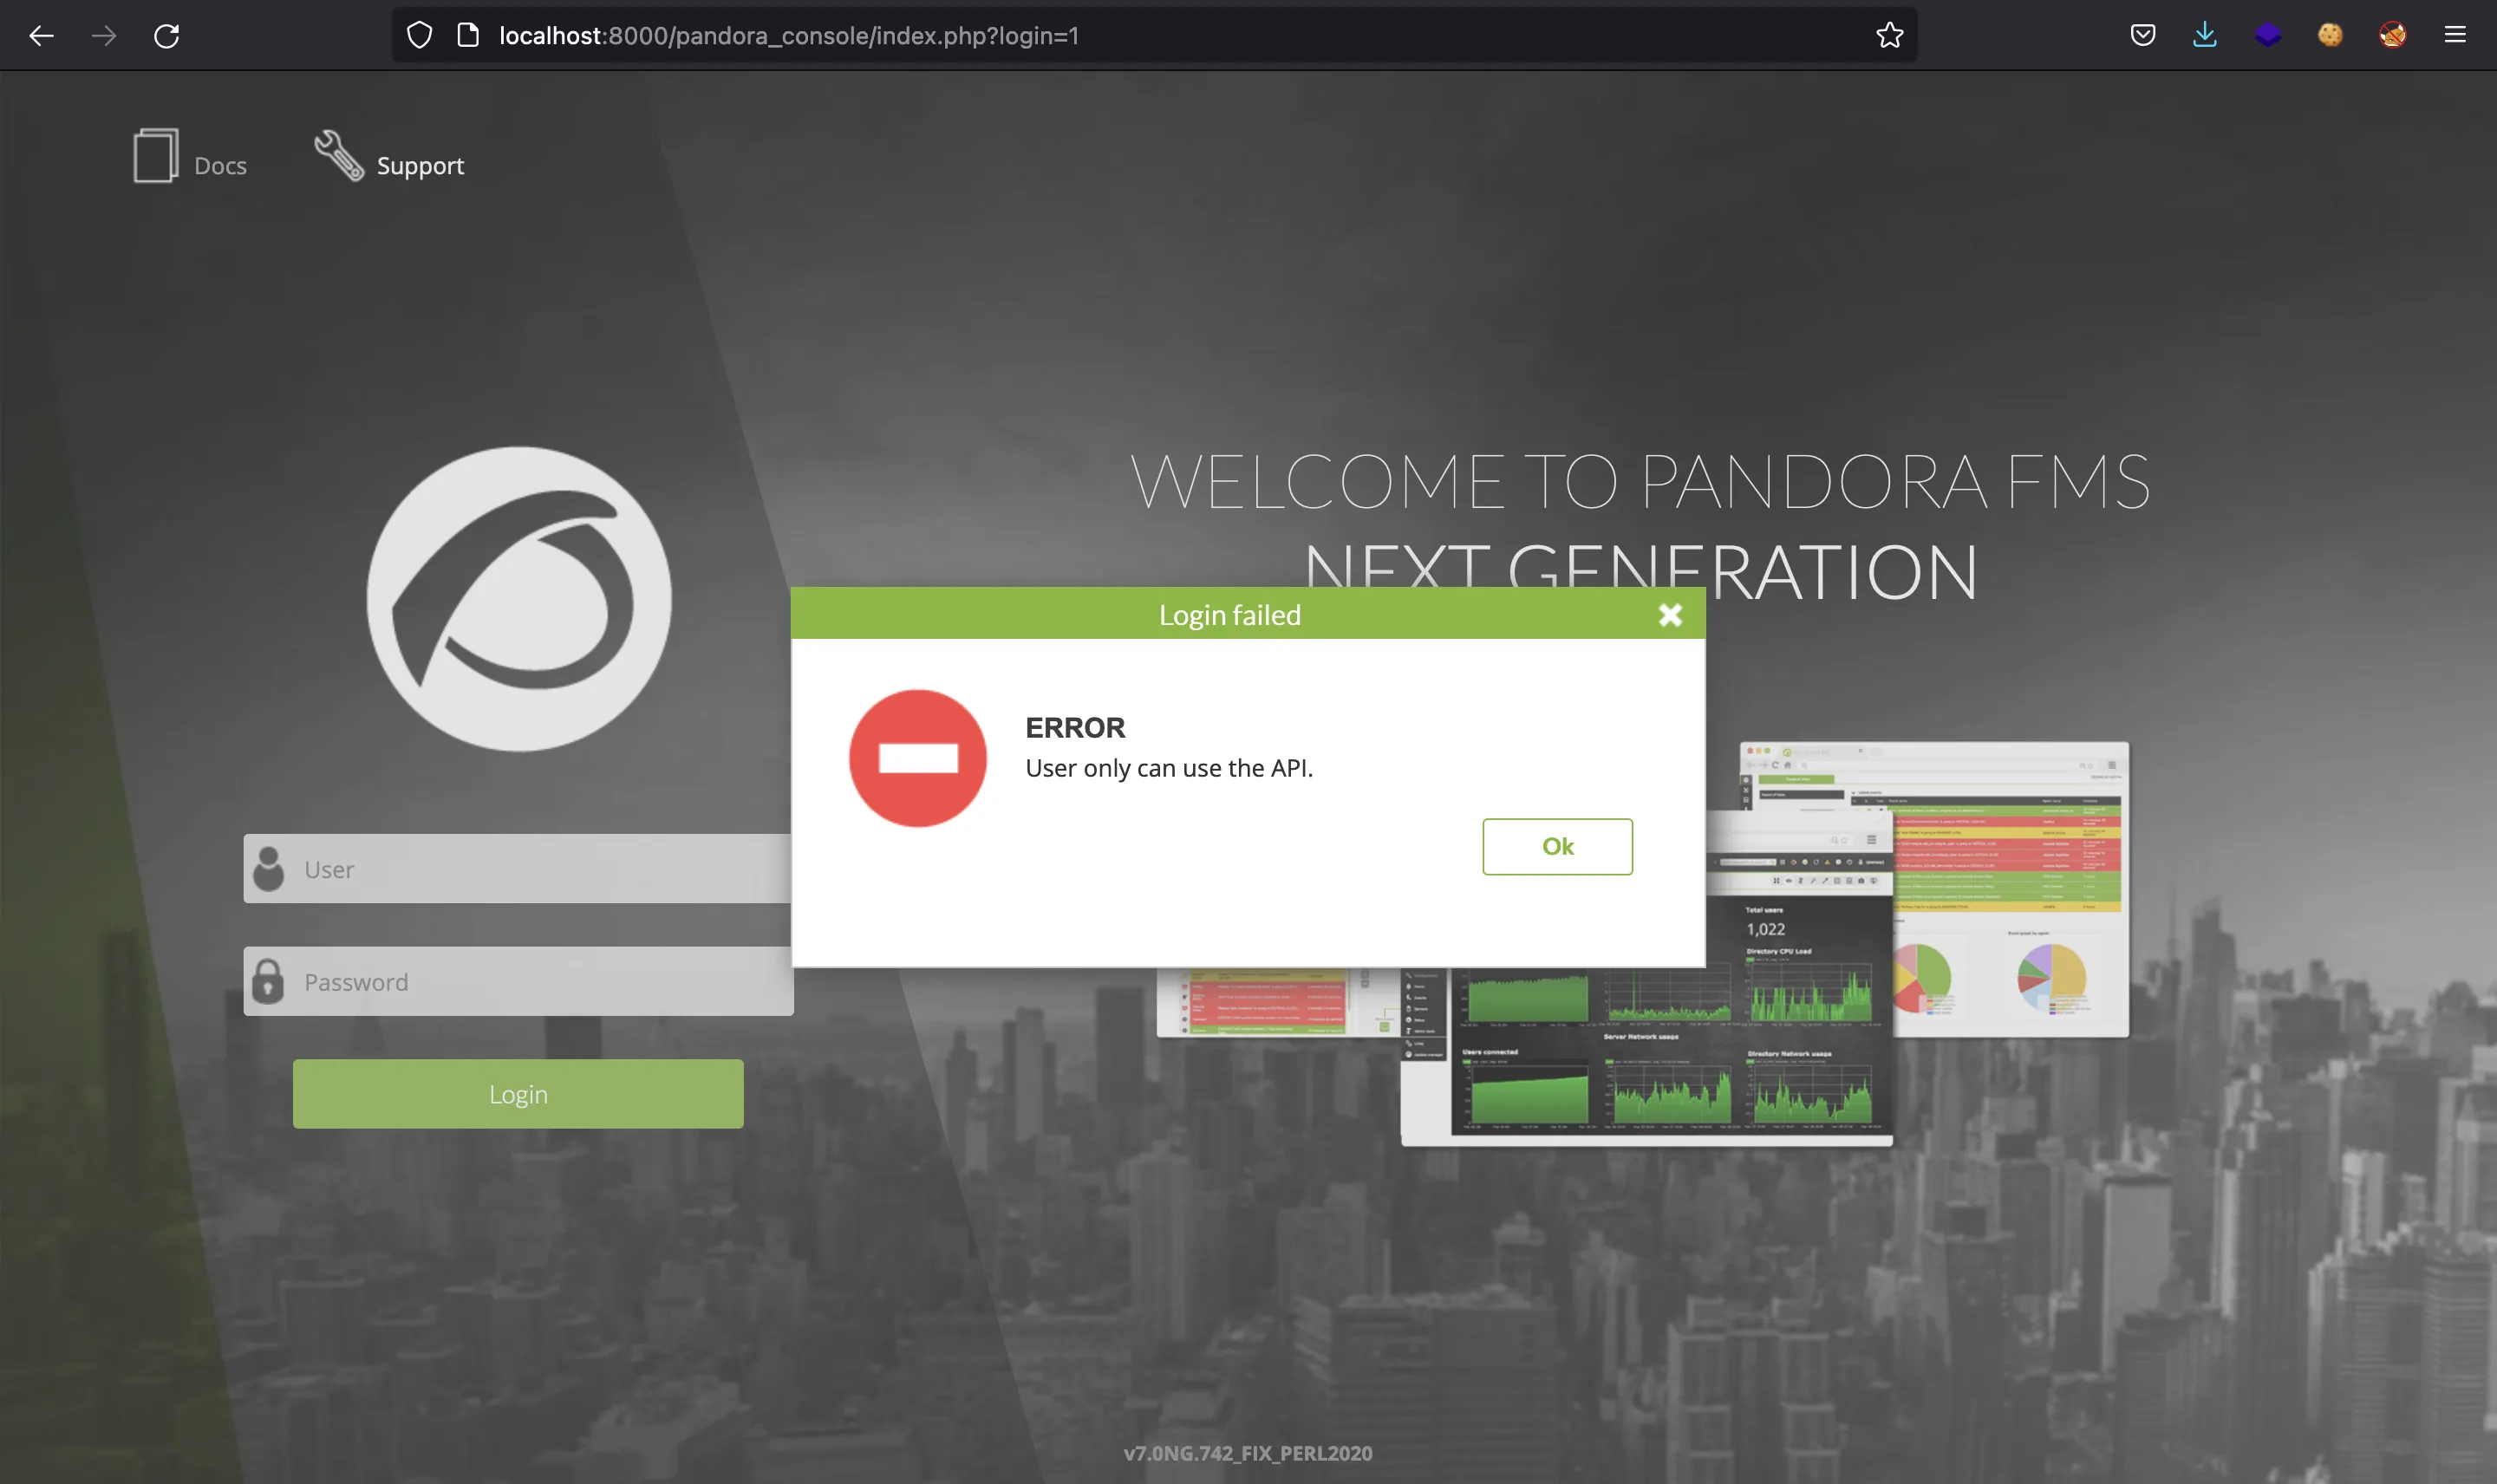 localhost:8000/pandora_console/index.php?login=1
Docs
Support
WELCOME TO PANDORA FMS
NEXT GENERATION
Login failed
ERROR
User only can use the API.
Ok
User
Password
Login
Total users
1,022
Directory CPU Load
Server Network usage
Users connected
Directory Network usage
v7.0NG.742_FIX_PERL2020